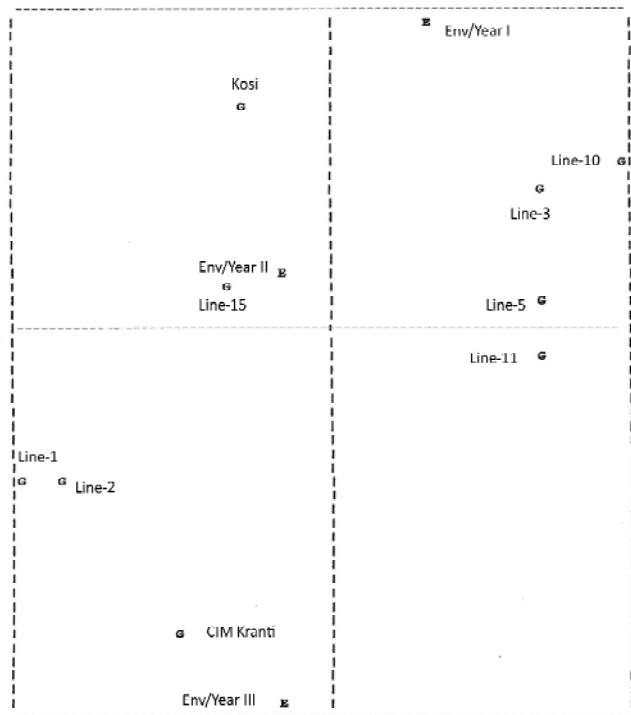 E
Env/Year I
Kosi
G
Line-10 G
G
Line-3
Env/Year II E
G
Line-15
Line-5 G
Line-11 G
Line-1
G G Line-2
G CIM Kranti
Env/Year III E